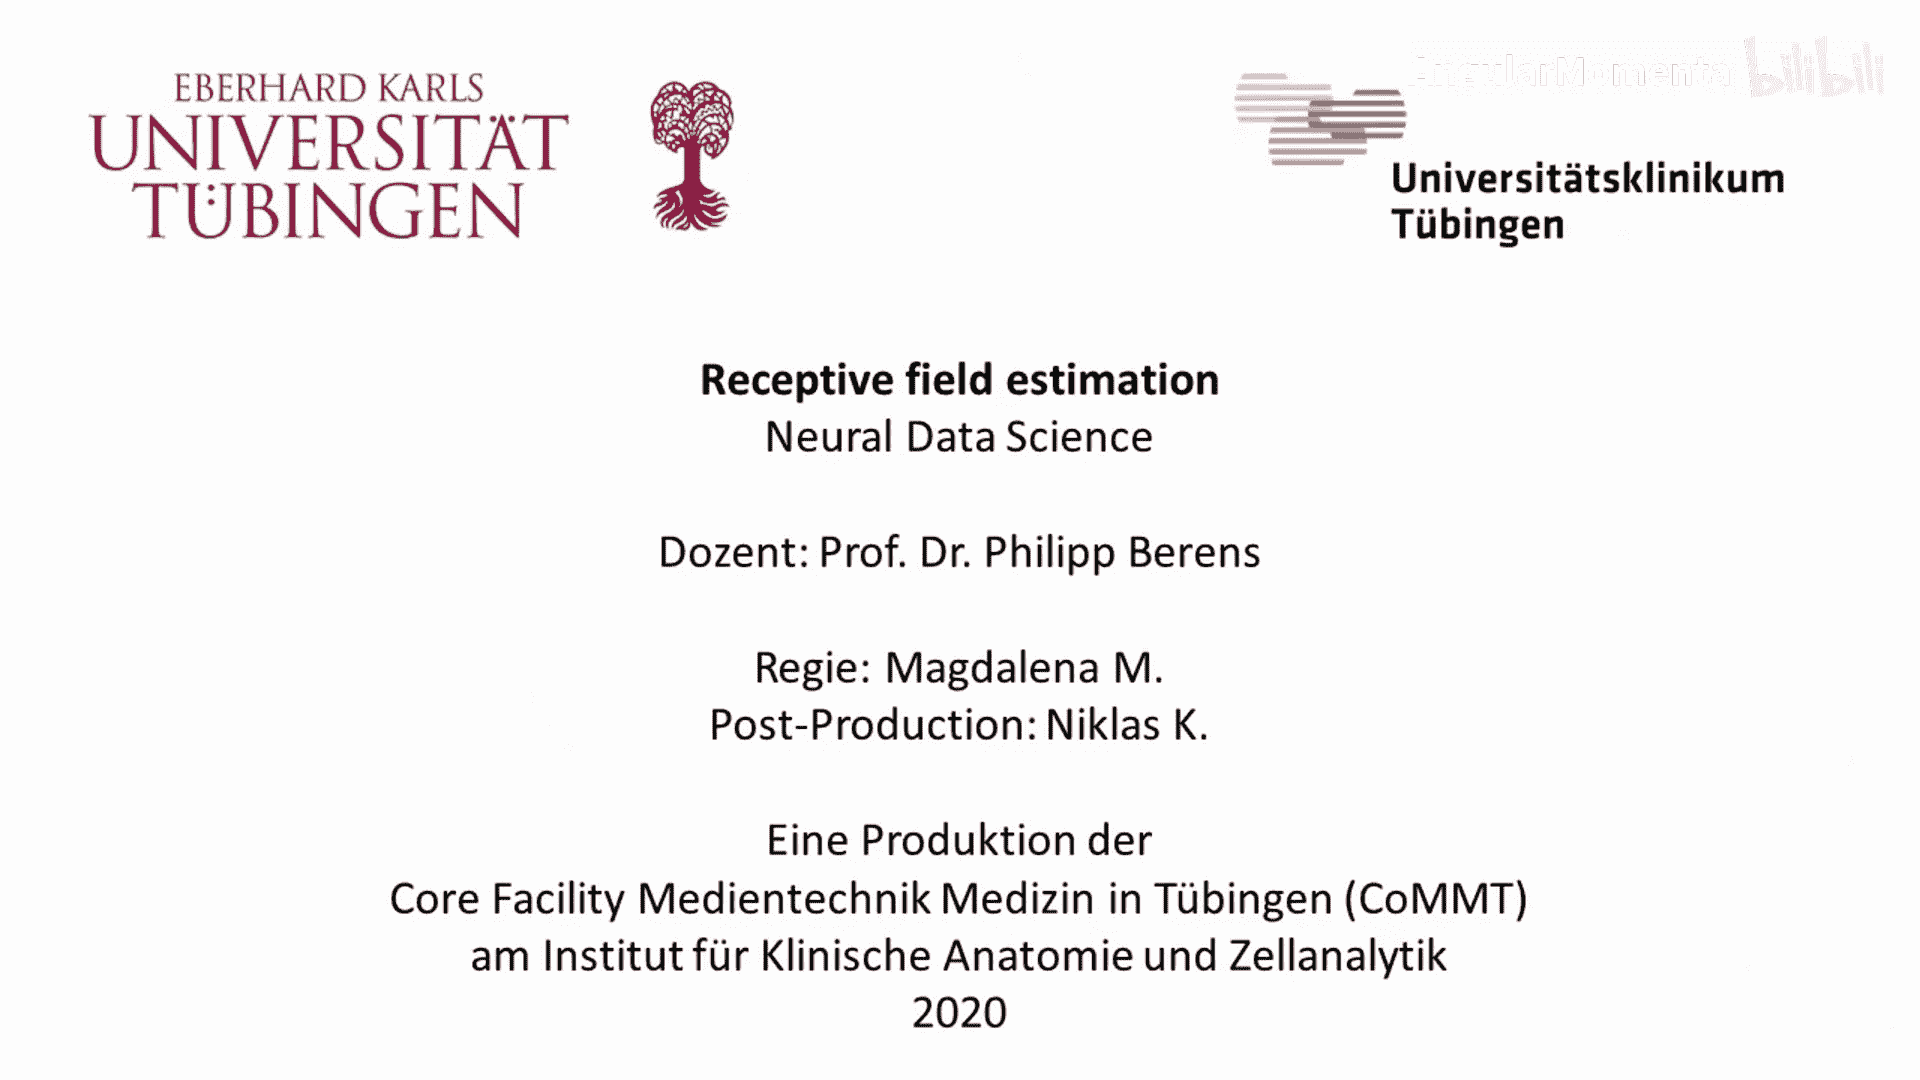 EBERHARD KARLS
UNIVERSITÄT
TÜBINGEN
Universitätsklinikum
Tübingen
AngularMomenta bilibili
Receptive field estimation
Neural Data Science
Dozent: Prof. Dr. Philipp Berens
Regie: Magdalena M.
Post-Production: Niklas K.
Eine Produktion der
Core Facility Medientechnik Medizin in Tübingen (CoMMT)
am Institut für Klinische Anatomie und Zellanalytik
2020